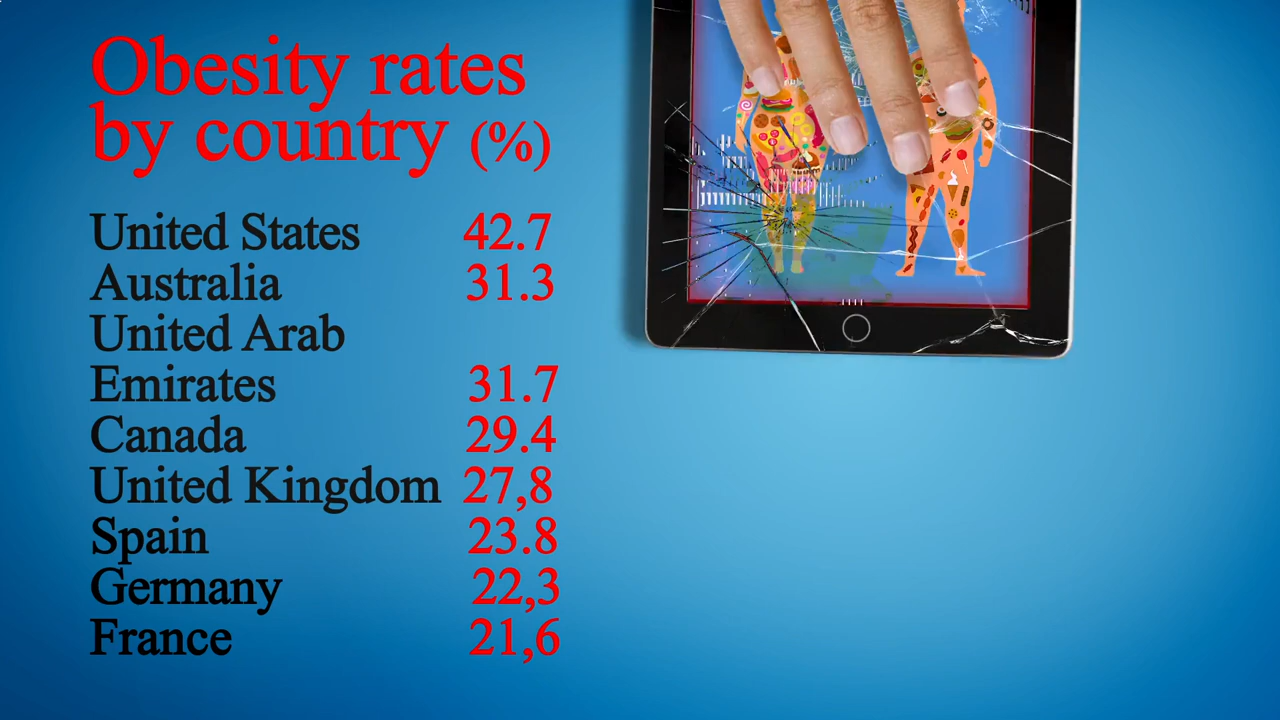 Obesity rates
by country (%)
United States 42.7
Australia 31.3
United Arab
Emirates 31.7
Canada 29.4
United Kingdom 27,8
Spain 23.8
Germany 22,3
France 21,6